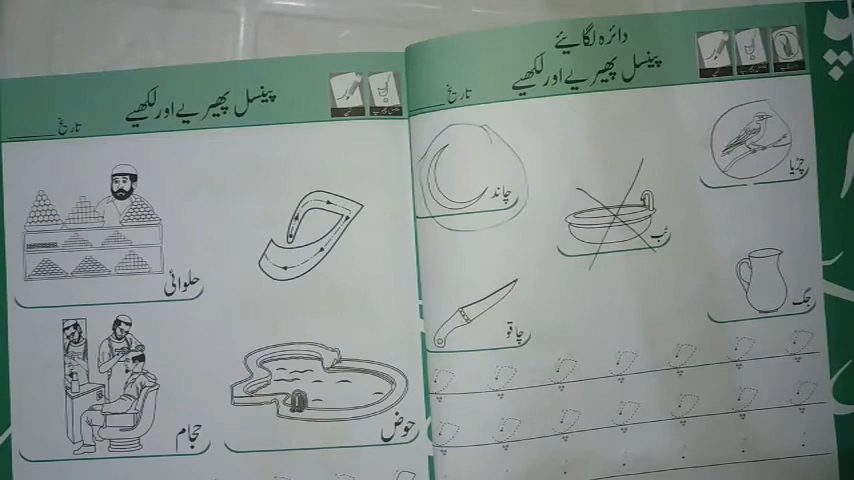 دائرہ لگائیے
پینسل پھیریے اور لکھیے
تاریخ
چڑیا
چاند
ٹب
جگ
چاقو
پینسل پھیریے اور لکھیے
تاریخ
حلوائی
حوض
حجام